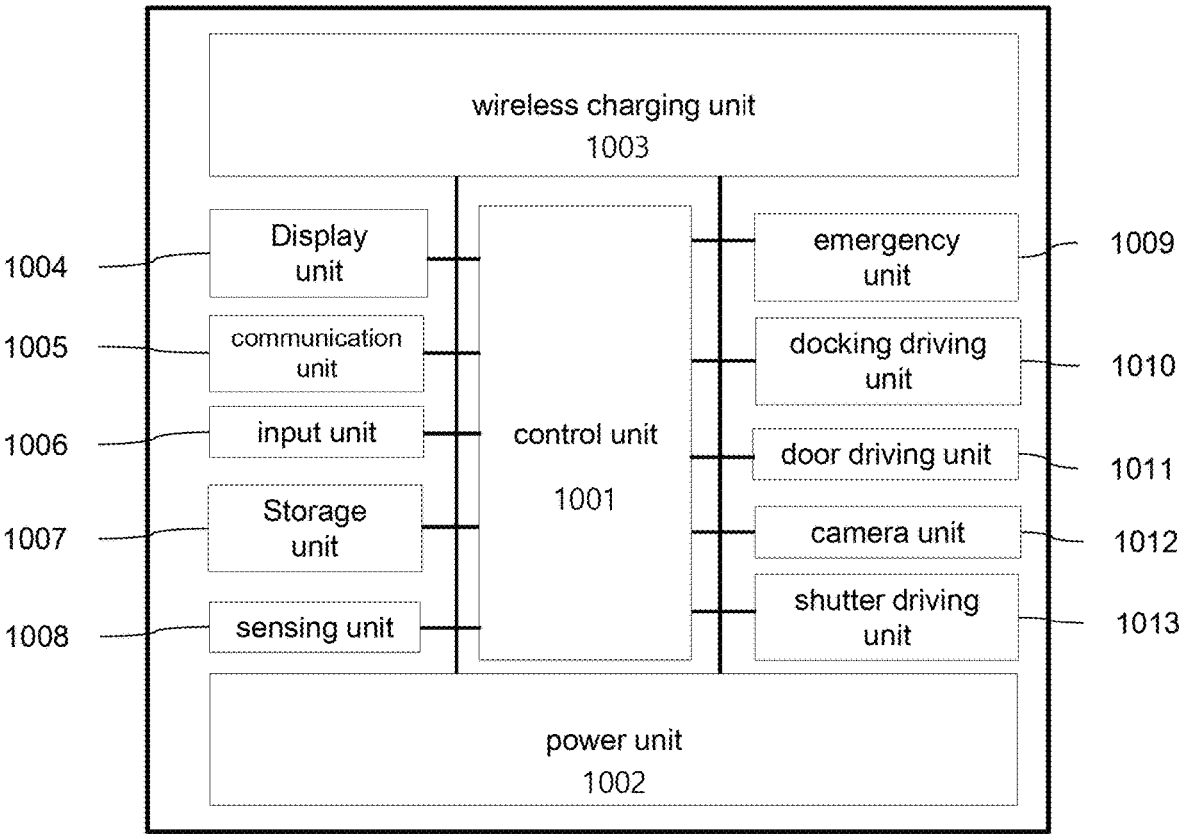 wireless charging unit
1003
Display
unit
1004
communication
unit
1005
input unit
1006
Storage
unit
1007
sensing unit
1008
control unit
1001
emergency
unit
1009
docking driving
unit
1010
door driving unit
1011
camera unit
1012
shutter driving
unit
1013
power unit
1002